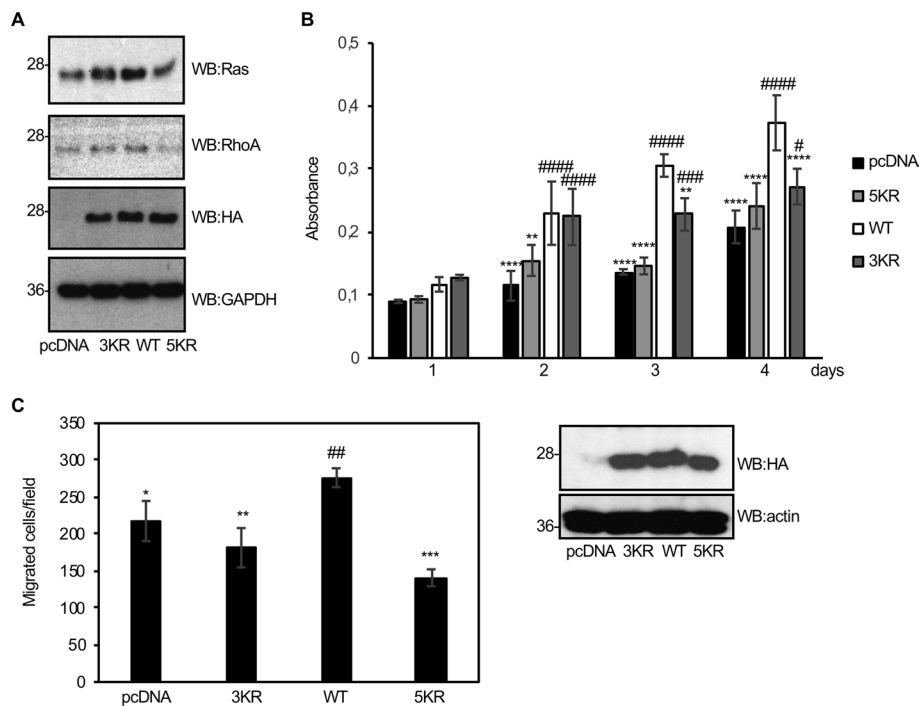 A
28
WB:Ras
28
WB:RhoA
28
WB:HA
36
WB:GAPDH
pcDNA 3KR WT 5KR
B
0,5
0,4
0,3
0,2
0,1
0
Absorbance
####
####
####
####
###
**
#
****
****
**
****
****
****
****
1 2 3 4 days
pcDNA
5KR
WT
3KR
C
350
300
250
200
150
100
50
0
Migrated cells/field
*
**
##
***
pcDNA 3KR WT 5KR
28
WB:HA
36
WB:actin
pcDNA 3KR WT 5KR